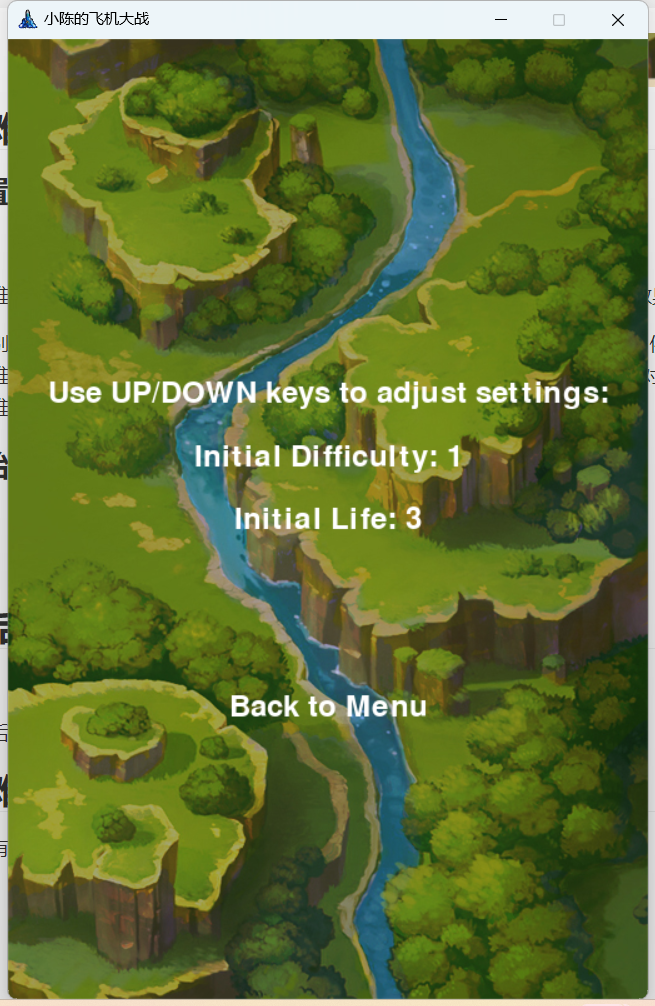 小陈的飞机大战
Use UP/DOWN keys to adjust settings:
Initial Difficulty: 1
Initial Life: 3
Back to Menu